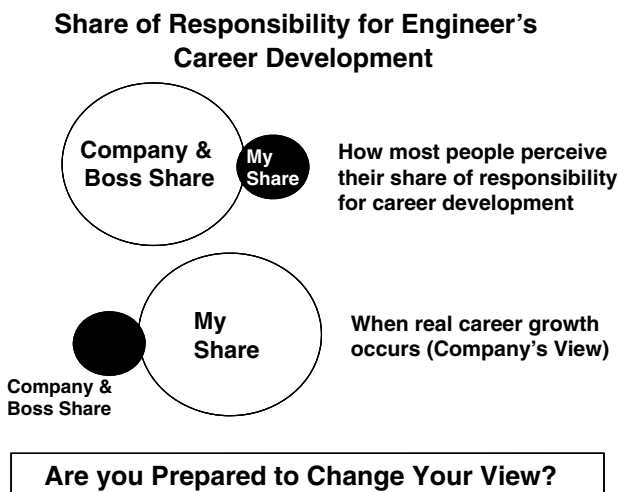 Share of Responsibility for Engineer's
Career Development
Company &
Boss Share
My
Share
How most people perceive
their share of responsibility
for career development
My
Share
When real career growth
occurs (Company's View)
Company &
Boss Share
Are you Prepared to Change Your View?